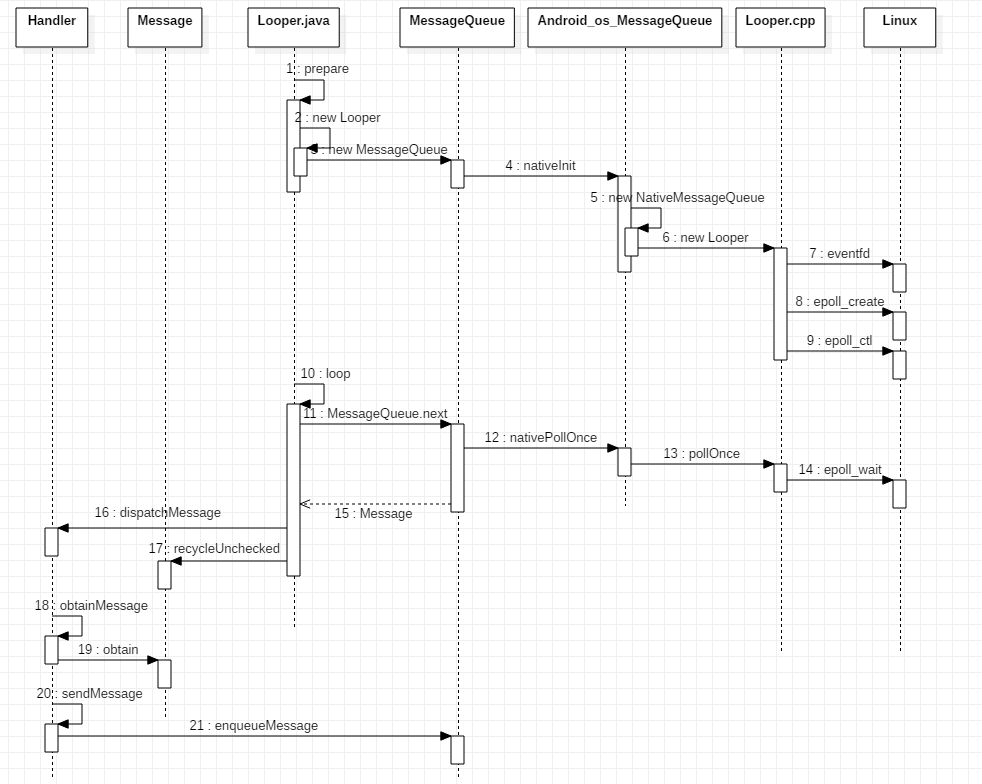 Handler
Message
Looper.java
MessageQueue
Android_os_MessageQueue
Looper.cpp
Linux
1 : prepare
2 : new Looper
3 : new MessageQueue
4 : nativeInit
5 : new NativeMessageQueue
6 : new Looper
7 : eventfd
8 : epoll_create
9 : epoll_ctl
10 : loop
11 : MessageQueue.next
12 : nativePollOnce
13 : pollOnce
14 : epoll_wait
15 : Message
16 : dispatchMessage
17 : recycleUnchecked
18 : obtainMessage
19 : obtain
20 : sendMessage
21 : enqueueMessage